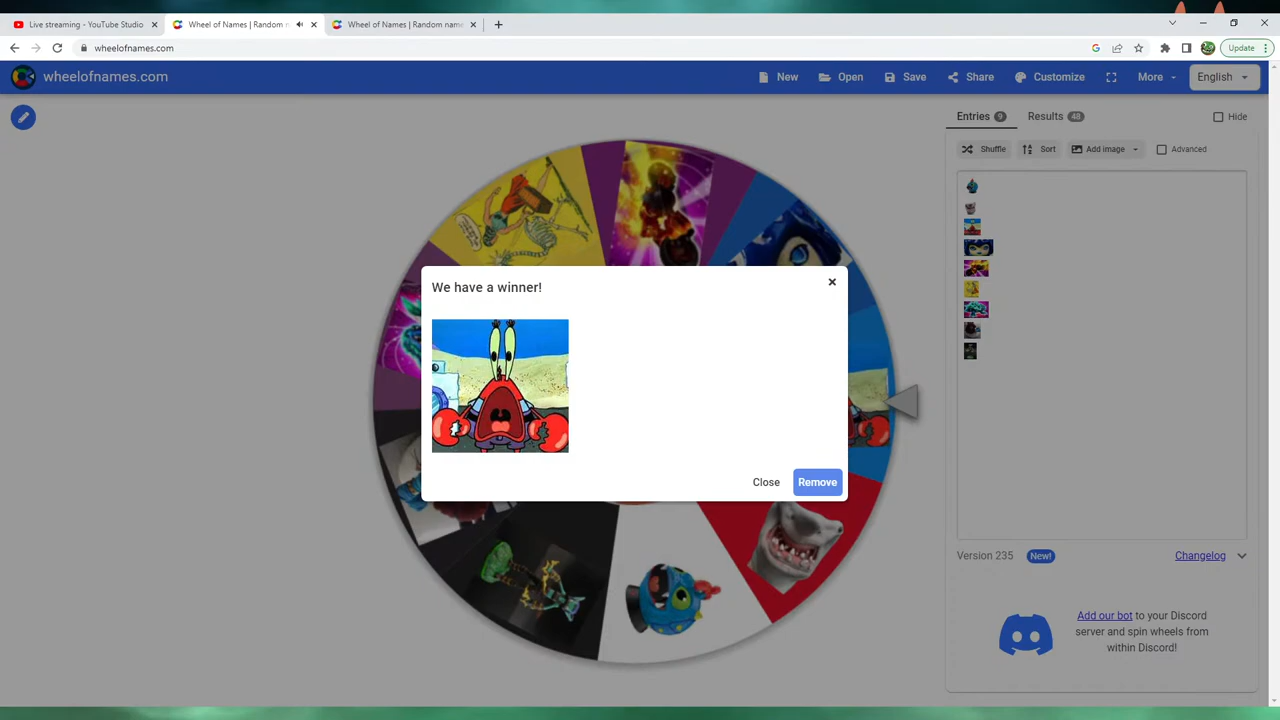 Live streaming - YouTube Studio
Wheel of Names | Random n
Wheel of Names | Random name
wheelofnames.com
Update
wheelofnames.com
New
Open
Save
Share
Customize
More
English
Entries 9
Results 48
Hide
Shuffle
Sort
Add image
Advanced
We have a winner!
Close
Remove
Version 235
New!
Changelog
Add our bot to your Discord
server and spin wheels from
within Discord!